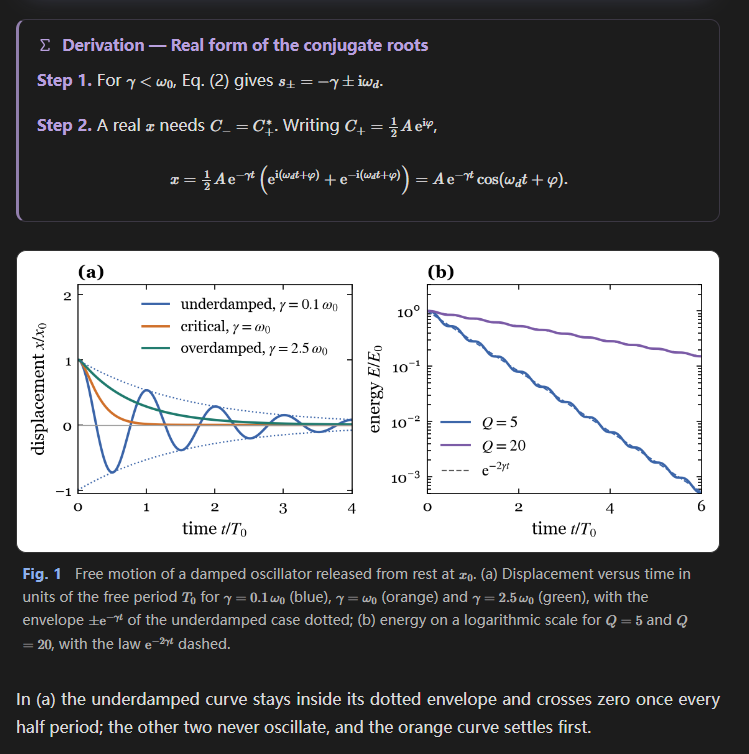 Σ Derivation — Real form of the conjugate roots
Step 1. For γ < ω₀, Eq. (2) gives s± = −γ ± iω_d.
Step 2. A real x needs C₋ = C₊*. Writing C₊ = ½ A e^{iφ},
x = ½ A e^{−γt} (e^{i(ω_d t+φ)} + e^{−i(ω_d t+φ)}) = A e^{−γt} cos(ω_d t + φ).
(a)
displacement x/x₀
2
1
0
−1
underdamped, γ = 0.1 ω₀
critical, γ = ω₀
overdamped, γ = 2.5 ω₀
0 1 2 3 4
time t/T₀
(b)
energy E/E₀
10⁰
10⁻¹
10⁻²
10⁻³
Q = 5
Q = 20
e^{−2γt}
0 2 4 6
time t/T₀
Fig. 1 Free motion of a damped oscillator released from rest at x₀. (a) Displacement versus time in
units of the free period T₀ for γ = 0.1 ω₀ (blue), γ = ω₀ (orange) and γ = 2.5 ω₀ (green), with the
envelope ±e^{−γt} of the underdamped case dotted; (b) energy on a logarithmic scale for Q = 5 and Q
= 20, with the law e^{−2γt} dashed.
In (a) the underdamped curve stays inside its dotted envelope and crosses zero once every
half period; the other two never oscillate, and the orange curve settles first.